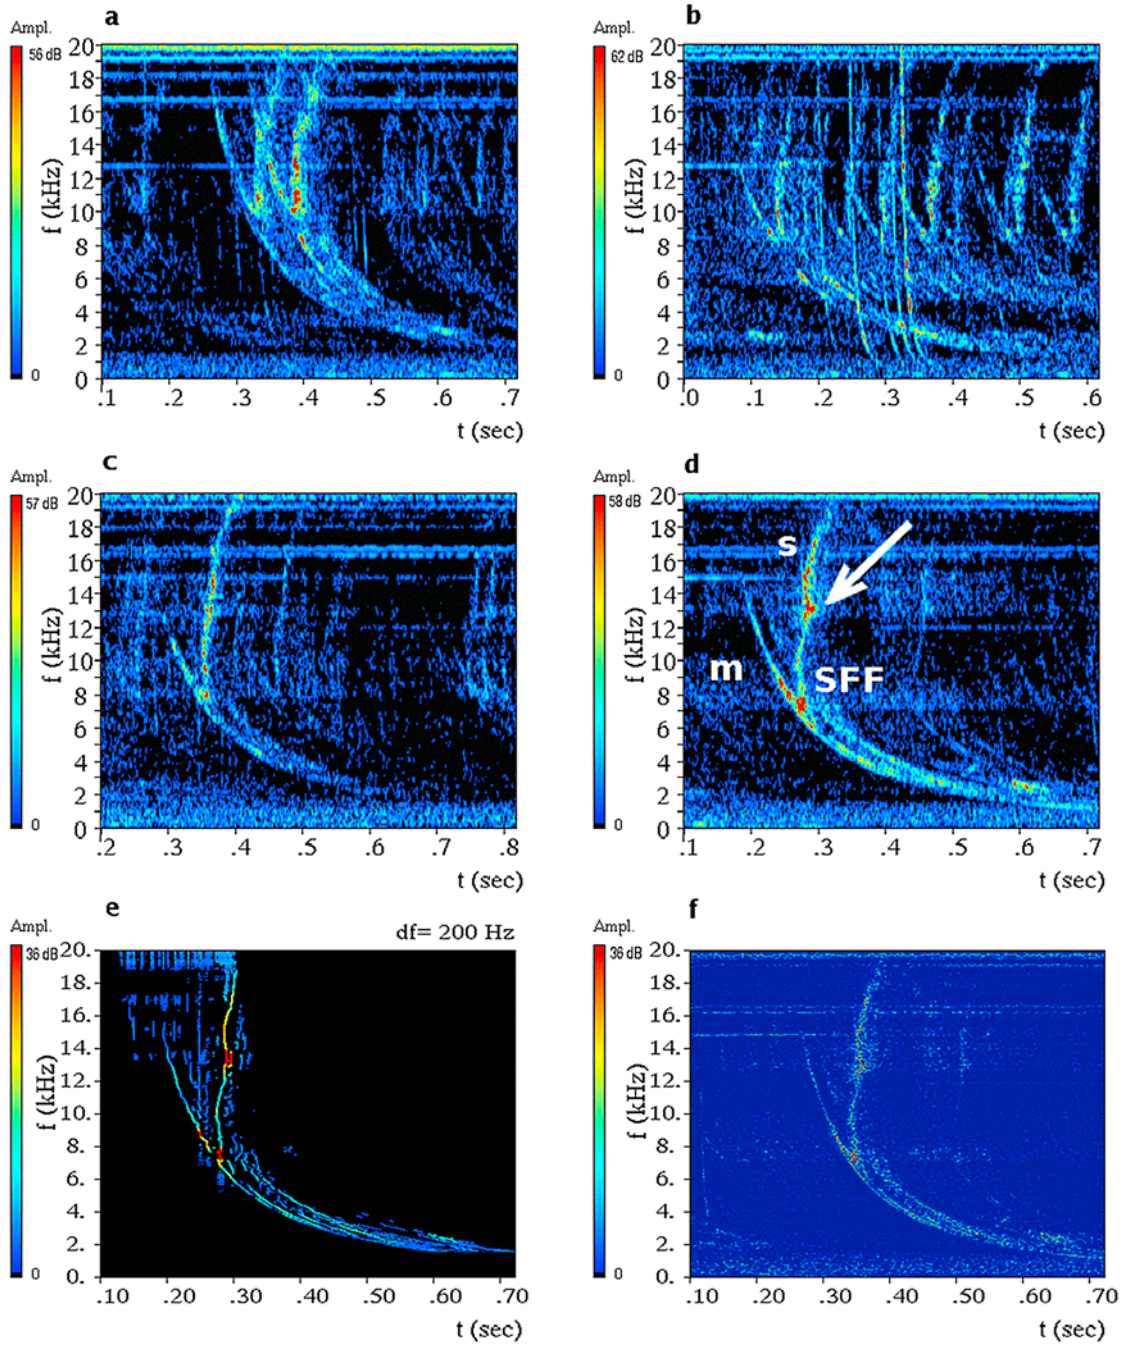 a
Ampl.
56 dB
0
f (kHz)
20
18
16
14
12
10
8
6
4
2
0
.1 .2 .3 .4 .5 .6 .7
t (sec)
b
Ampl.
62 dB
0
f (kHz)
20
18
16
14
12
10
8
6
4
2
0
.0 .1 .2 .3 .4 .5 .6
t (sec)
c
Ampl.
57 dB
0
f (kHz)
20
18
16
14
12
10
8
6
4
2
0
.2 .3 .4 .5 .6 .7 .8
t (sec)
d
Ampl.
58 dB
0
f (kHz)
20
18
16
14
12
10
8
6
4
2
0
s
m
SFF
.1 .2 .3 .4 .5 .6 .7
t (sec)
e
Ampl.
df= 200 Hz
36 dB
0
f (kHz)
20.
18.
16.
14.
12.
10.
8.
6.
4.
2.
0.
.10 .20 .30 .40 .50 .60 .70
t (sec)
f
Ampl.
36 dB
0
f (kHz)
20.
18.
16.
14.
12.
10.
8.
6.
4.
2.
0.
.10 .20 .30 .40 .50 .60 .70
t (sec)